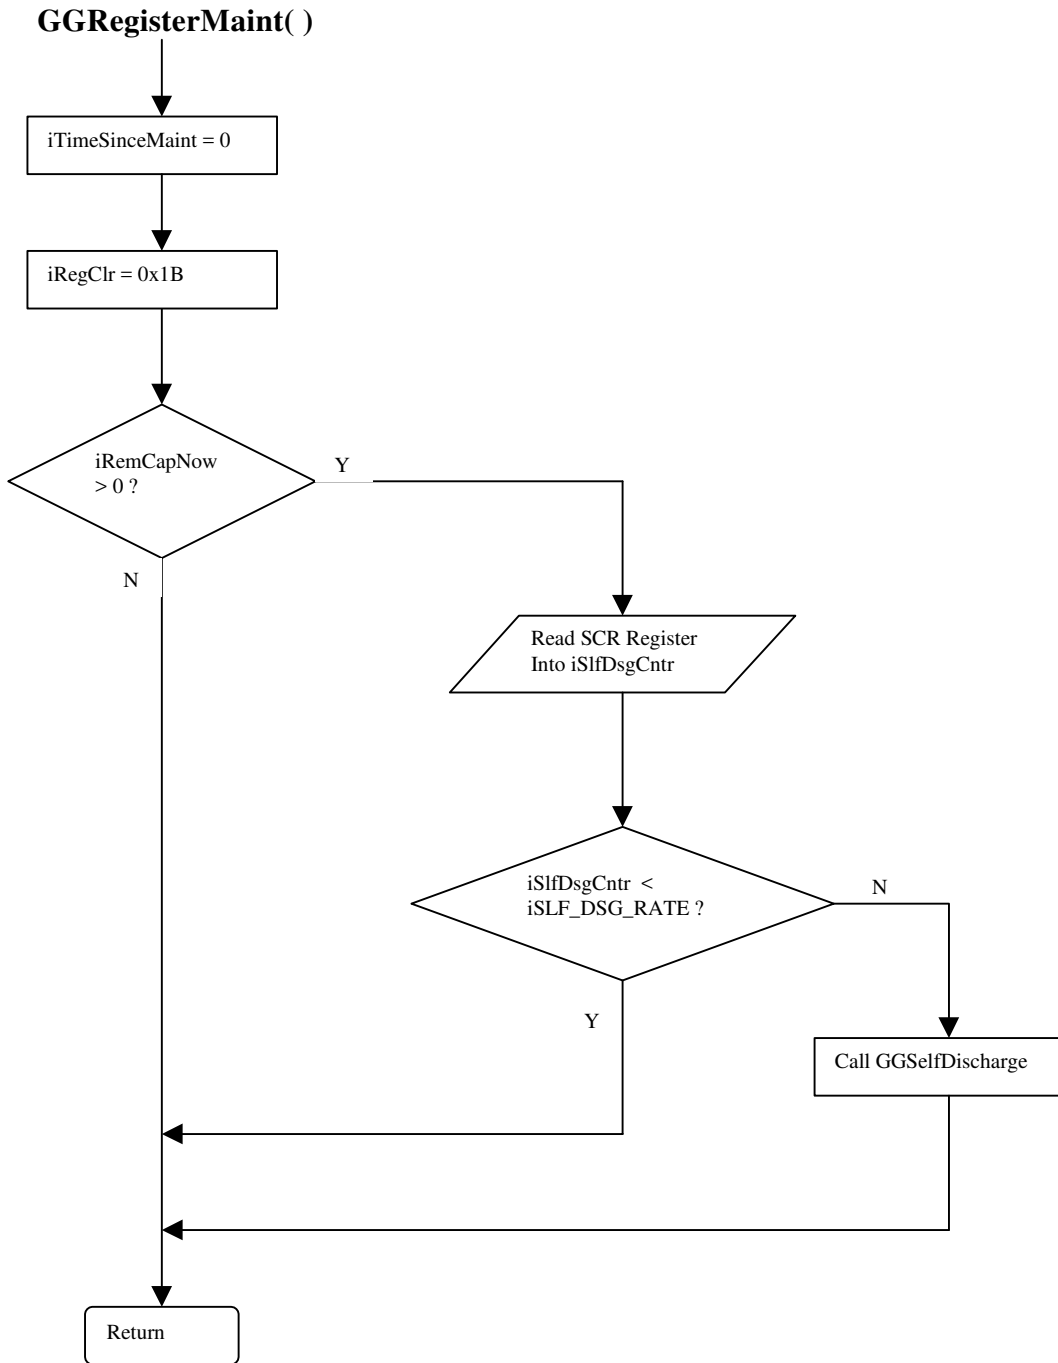 GGRegisterMaint( )
iTimeSinceMaint = 0
iRegClr = 0x1B
iRemCapNow
> 0 ?
Y
N
Read SCR Register
Into iSlfDsgCntr
iSlfDsgCntr <
iSLF_DSG_RATE ?
N
Y
Call GGSelfDischarge
Return